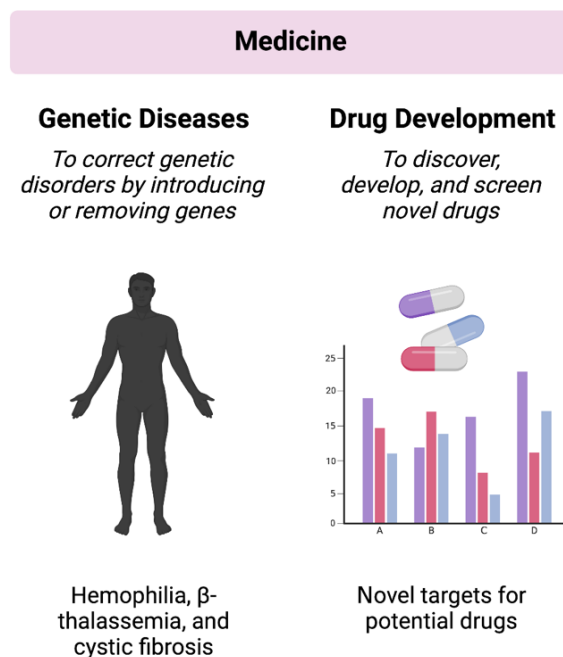 Medicine
Genetic Diseases
To correct genetic
disorders by introducing
or removing genes
Hemophilia, β-
thalassemia, and
cystic fibrosis
Drug Development
To discover,
develop, and screen
novel drugs
25
20
15
10
5
0
A
B
C
D
Novel targets for
potential drugs